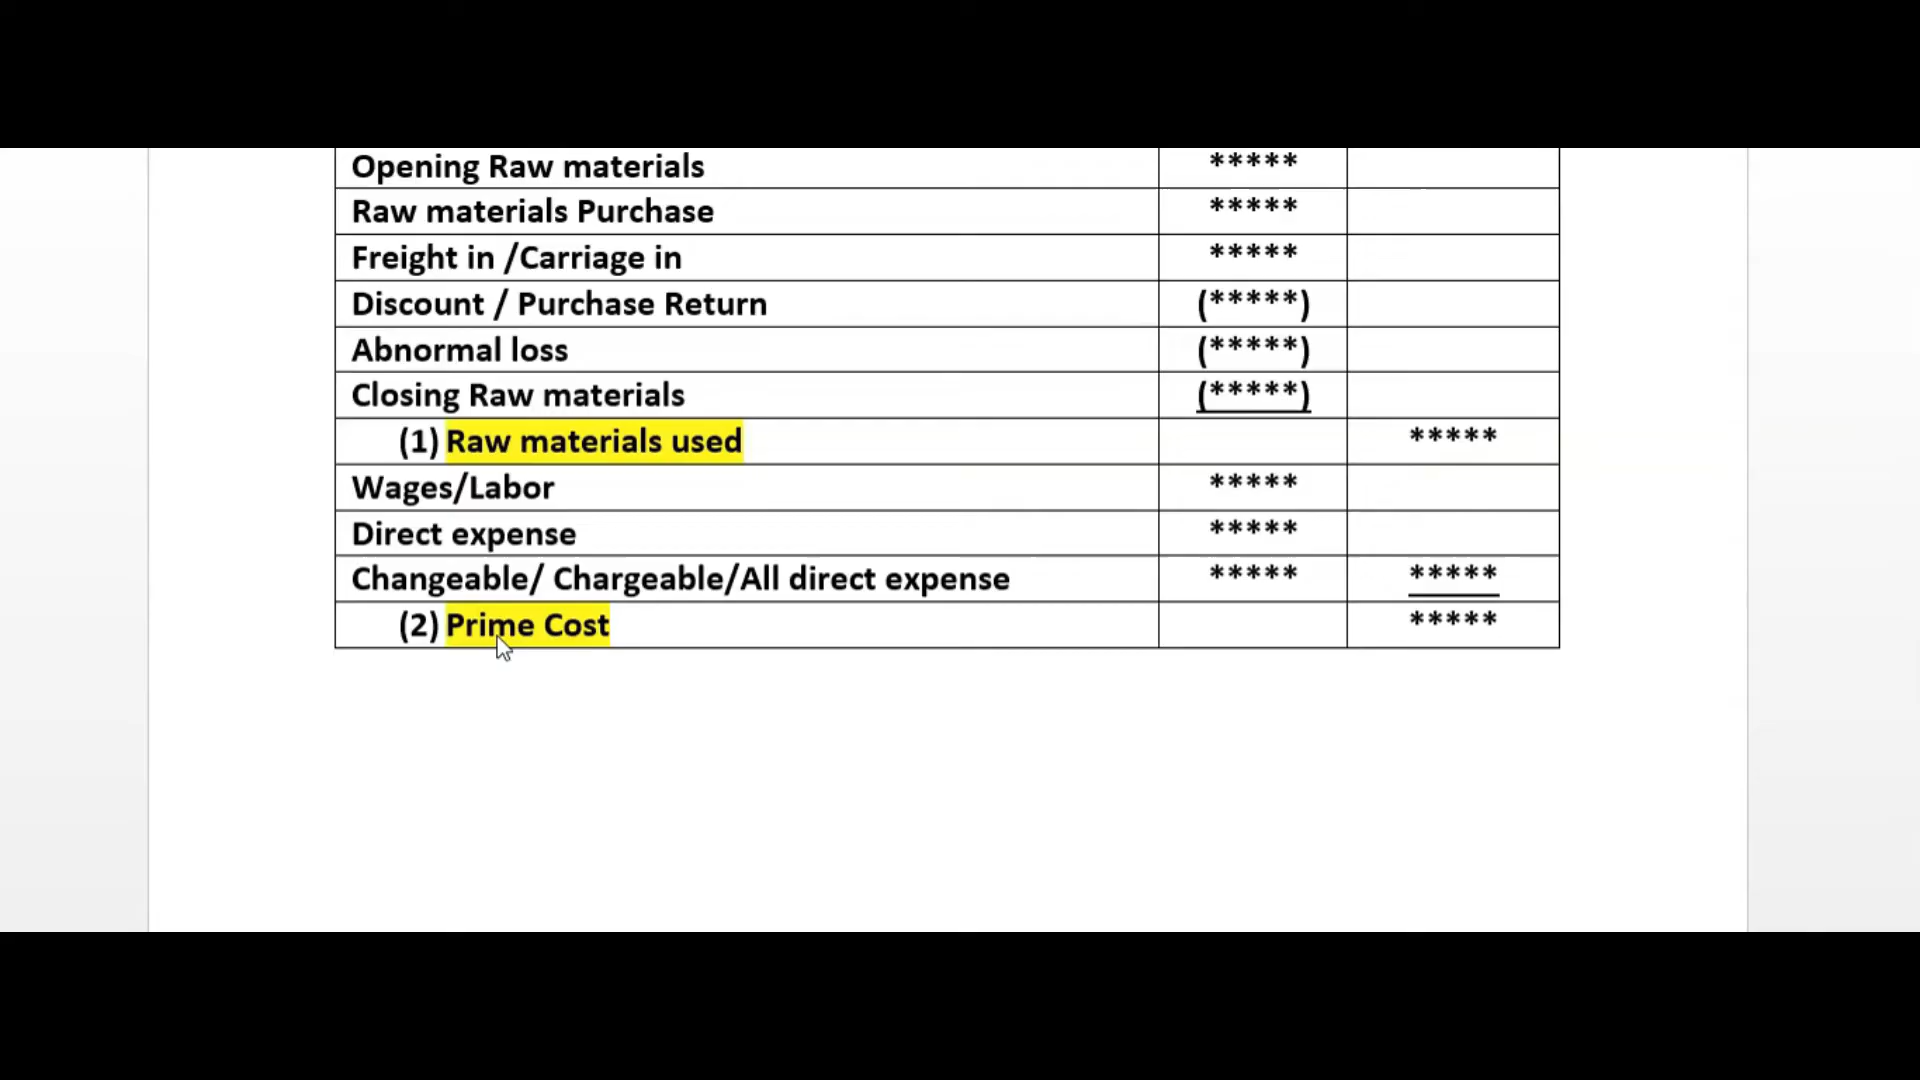 Opening Raw materials *****
Raw materials Purchase *****
Freight in /Carriage in *****
Discount / Purchase Return (*****)
Abnormal loss (*****)
Closing Raw materials (*****)
(1) Raw materials used *****
Wages/Labor *****
Direct expense *****
Changeable/ Chargeable/All direct expense ***** *****
(2) Prime Cost *****